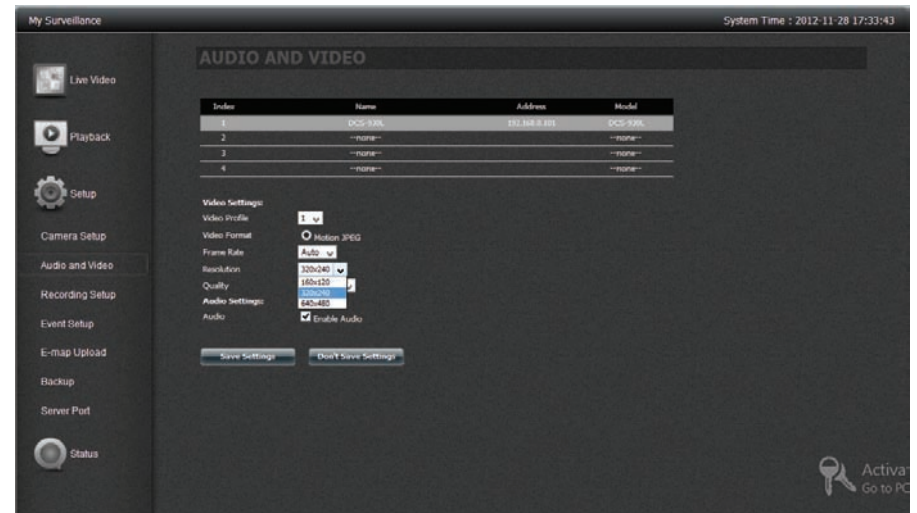 My Surveillance
System Time : 2012-11-28 17:33:43
AUDIO AND VIDEO
Live Video
Playback
Setup
Camera Setup
Audio and Video
Recording Setup
Event Setup
E-map Upload
Backup
Server Port
Status
Index Name Address Model
1 DCS-930L 192.168.0.101 DCS-930L
2 --none-- --none--
3 --none-- --none--
4 --none-- --none--
Video Settings:
Video Profile 1
Video Format Motion JPEG
Frame Rate Auto
Resolution 320x240
160x120
320x240
640x480
Quality
Audio Settings:
Audio Enable Audio
Save Settings Don't Save Settings
Activa
Go to PC